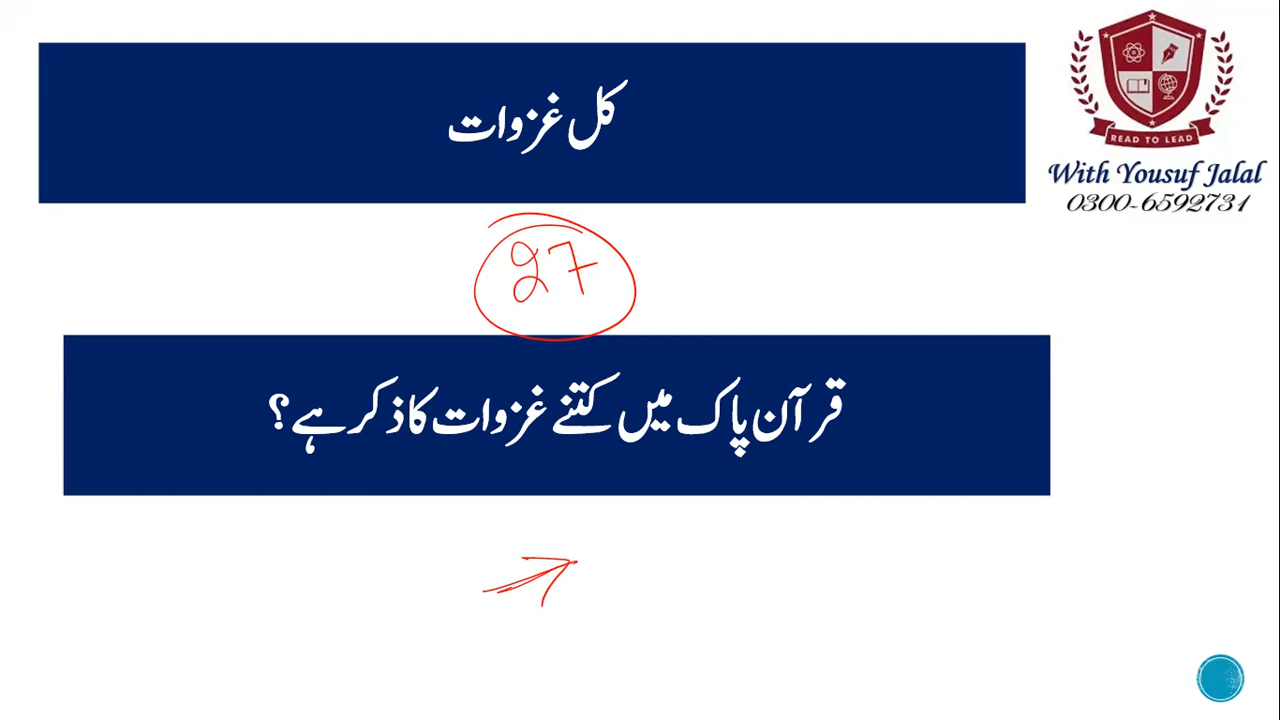 کل غزوات
READ TO LEAD
With Yousuf Jalal
0300-6592731
27
قرآن پاک میں کتنے غزوات کا ذکر ہے؟